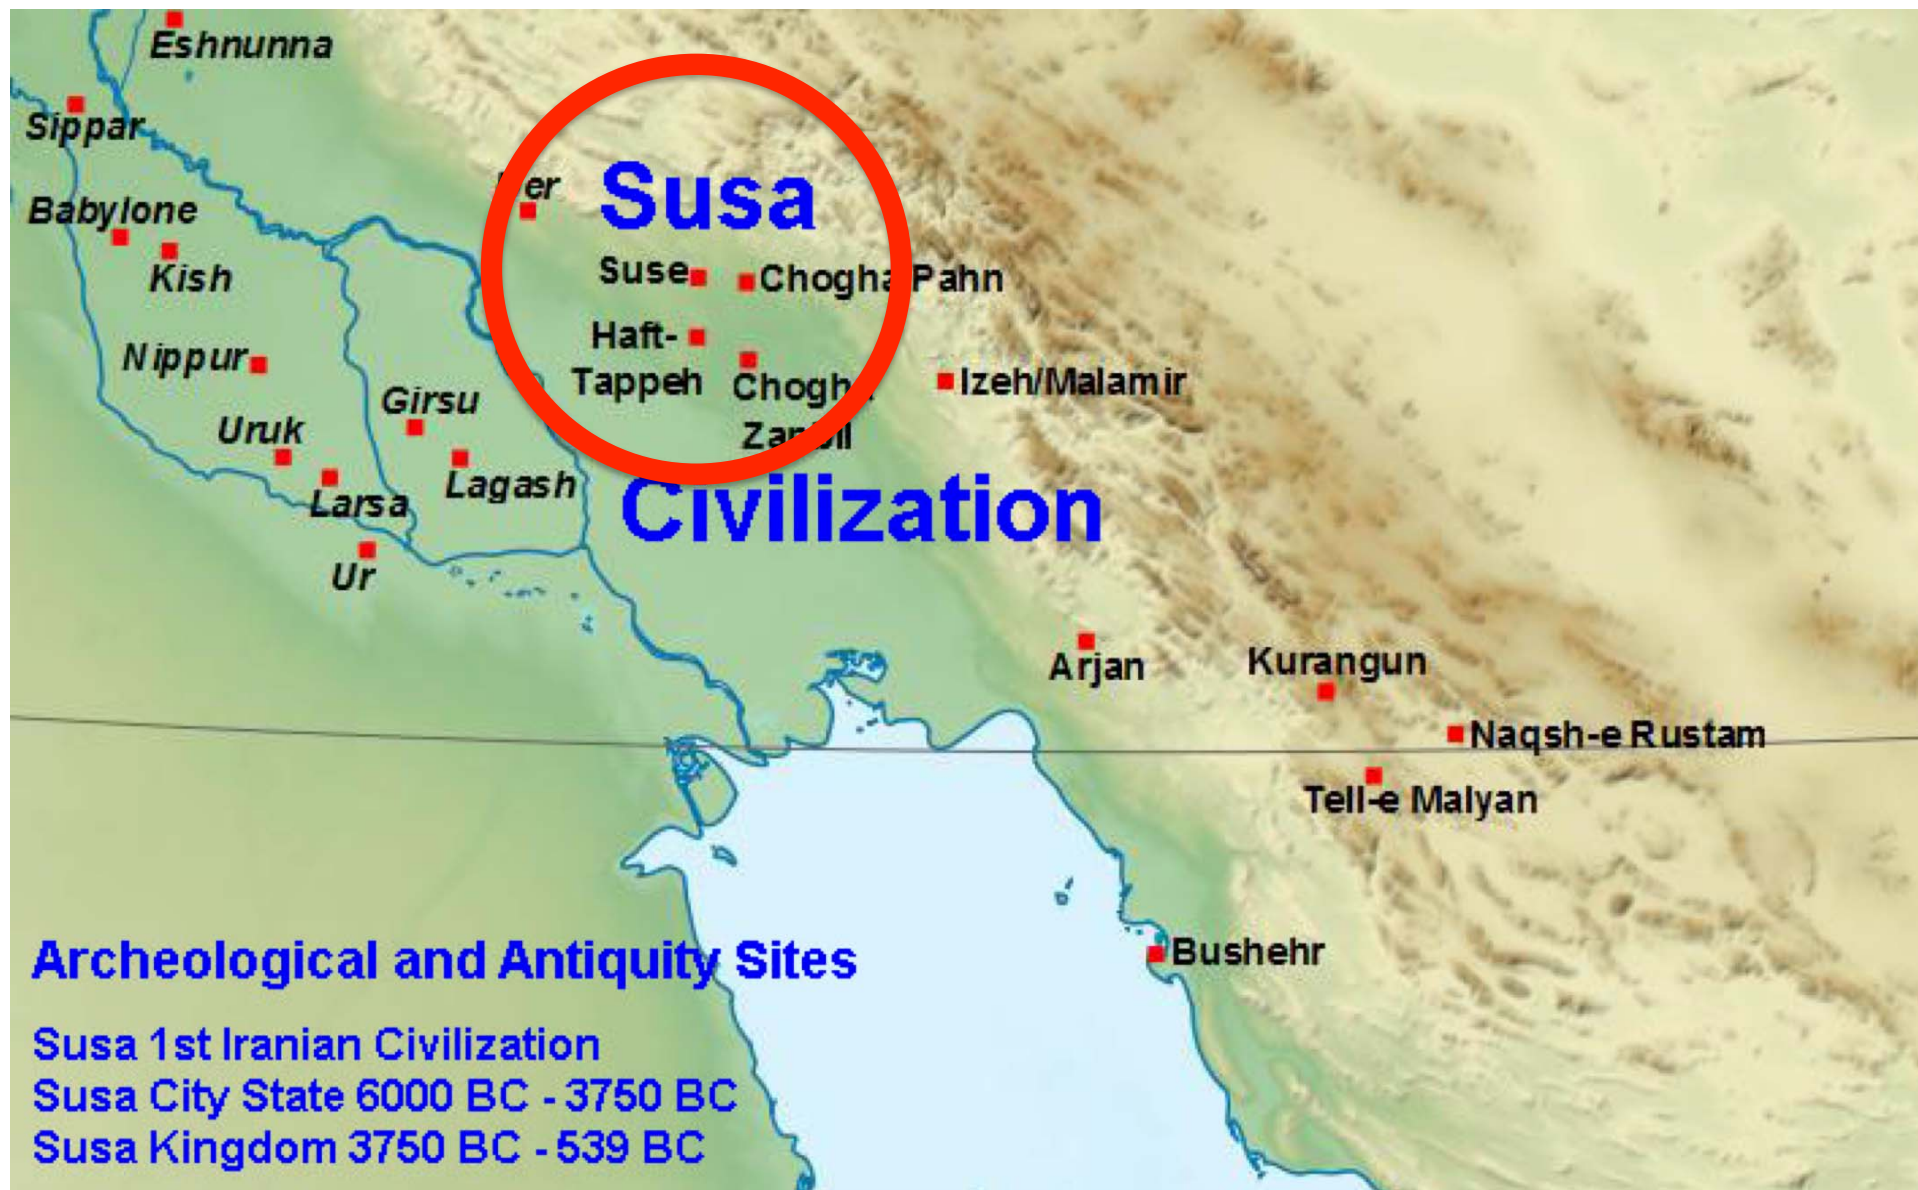 Eshnunna
Sippar
Babylone
Kish
Susa
Suse
Chogha Pahn
Nippur
Haft-
Tappeh
Chogha
Izeh/Malamir
Girsu
Uruk
Lagash
Larsa
Civilization
Ur
Arjan
Kurangun
Naqsh-e Rustam
Tell-e Malyan
Bushehr
Archeological and Antiquity Sites
Susa 1st Iranian Civilization
Susa City State 6000 BC - 3750 BC
Susa Kingdom 3750 BC - 539 BC